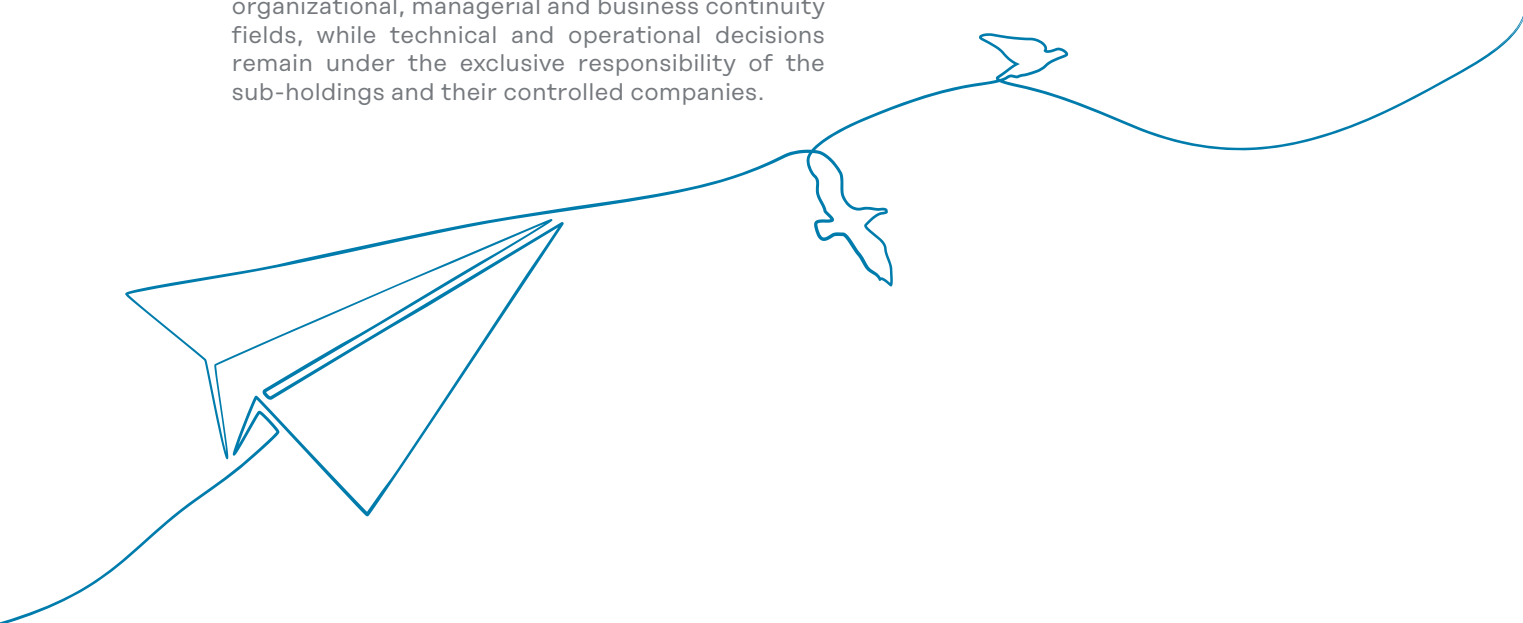 organizational, managerial and business continuity
fields, while technical and operational decisions
remain under the exclusive responsibility of the
sub-holdings and their controlled companies.